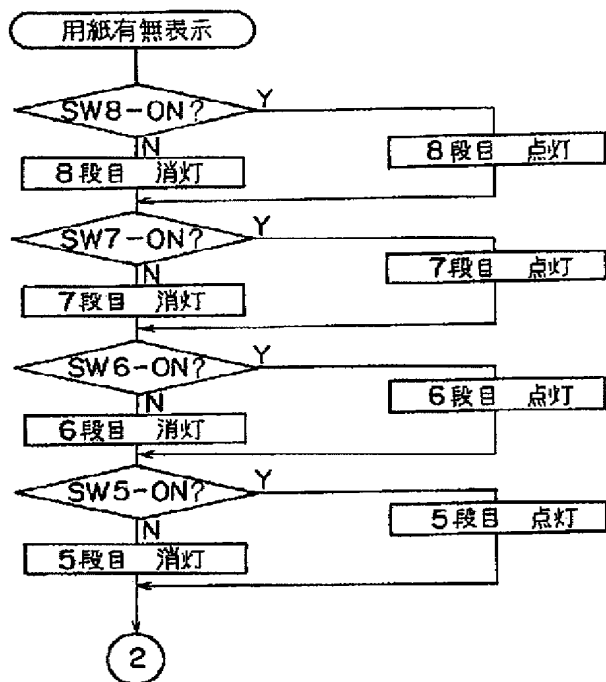 用紙有無表示
SW8-ON?
Y
N
8段目 消灯
8段目 点灯
SW7-ON?
Y
N
7段目 消灯
7段目 点灯
SW6-ON?
Y
N
6段目 消灯
6段目 点灯
SW5-ON?
Y
N
5段目 消灯
5段目 点灯
2